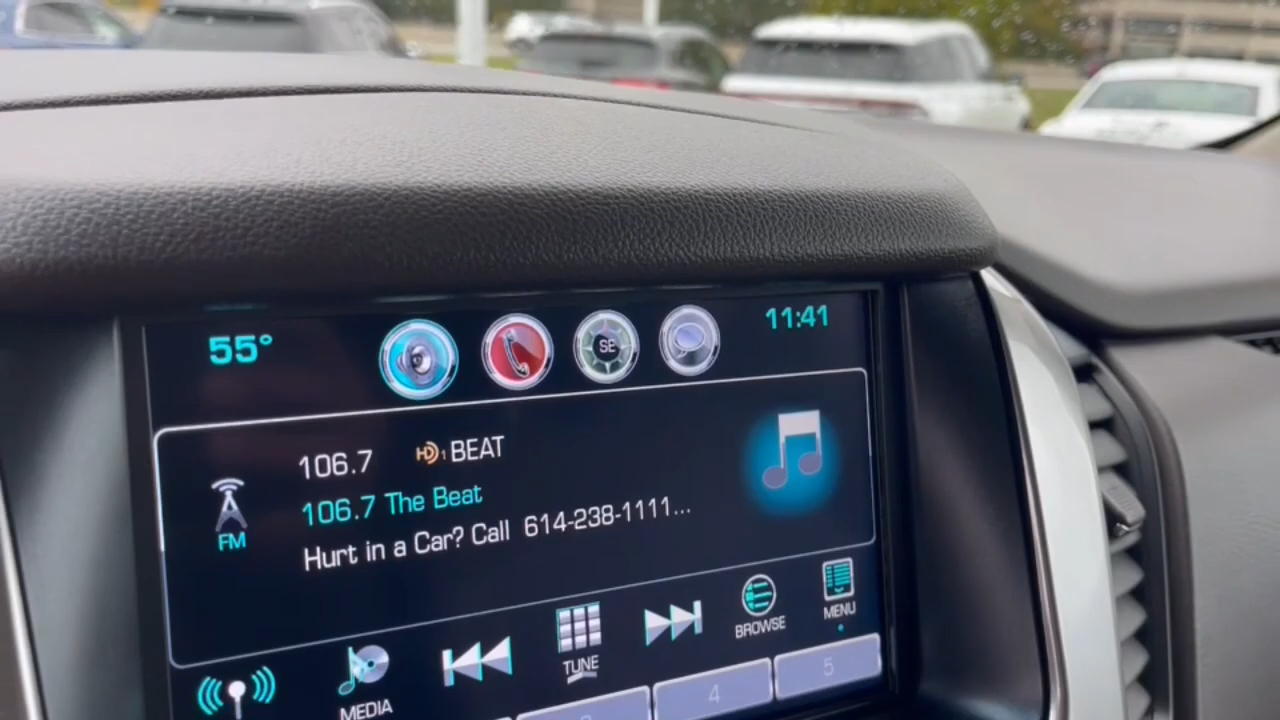 55°
SE
11:41
106.7 HD1 BEAT
106.7 The Beat
FM
Hurt in a Car? Call 614-238-1111...
MEDIA
TUNE
BROWSE
MENU
4
5